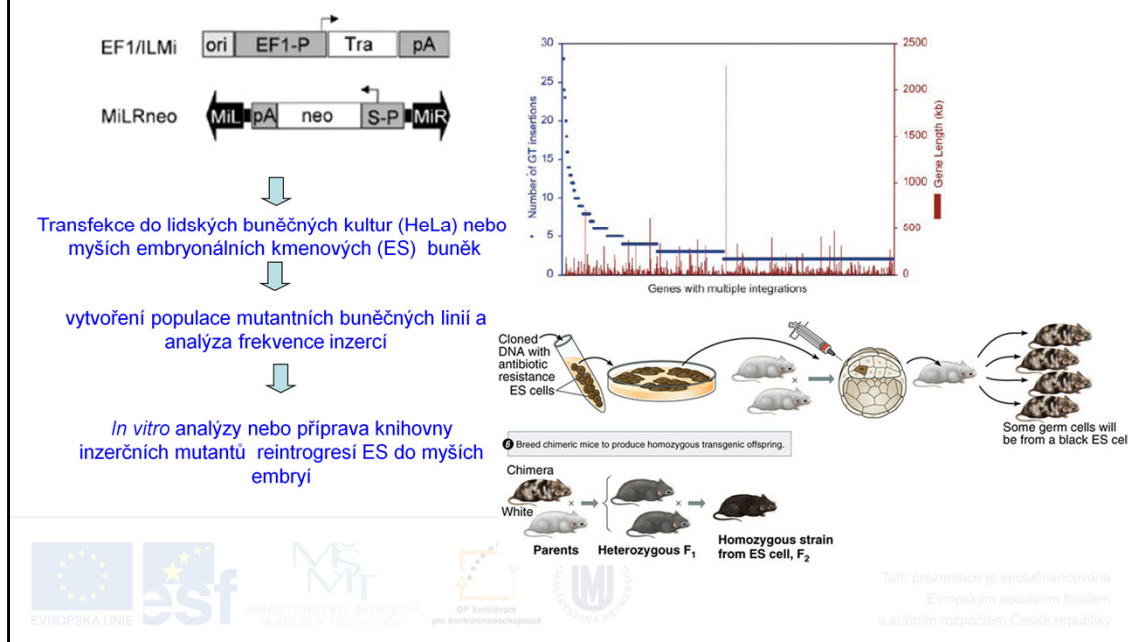 EF1/ILMi
ori EF1-P Tra pA
MiLRneo
MiL pA neo S-P MiR
Transfekce do lidských buněčných kultur (HeLa) nebo
myších embryonálních kmenových (ES) buněk
vytvoření populace mutantních buněčných linií a
analýza frekvence inzercí
In vitro analýzy nebo příprava knihovny
inzerčních mutantů reintrogresí ES do myších
embryí
Number of GT insertions
30
25
20
15
10
5
0
2500
2000
1500
1000
500
0
Gene Length (kb)
Genes with multiple integrations
Cloned
DNA with
antibiotic
resistance
ES cells
×
Some germ cells will
be from a black ES cel
6 Breed chimeric mice to produce homozygous transgenic offspring.
Chimera
×
×
White
Parents
Heterozygous F1
Homozygous strain
from ES cell, F2
EVROPSKÁ UNIE
esf
MŠMT
MINISTERSTVO ŠKOLSTVÍ,
MLÁDEŽE A TĚLOVÝCHOVY
OP Vzdělávání
pro konkurenceschopnost
Tato prezentace je spolufinancována
Evropským sociálním fondem
a státním rozpočtem České republiky